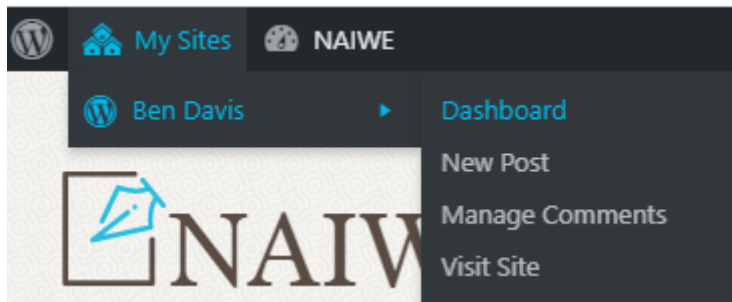 My Sites NAIWE
Ben Davis Dashboard
New Post
Manage Comments
NAIW
Visit Site